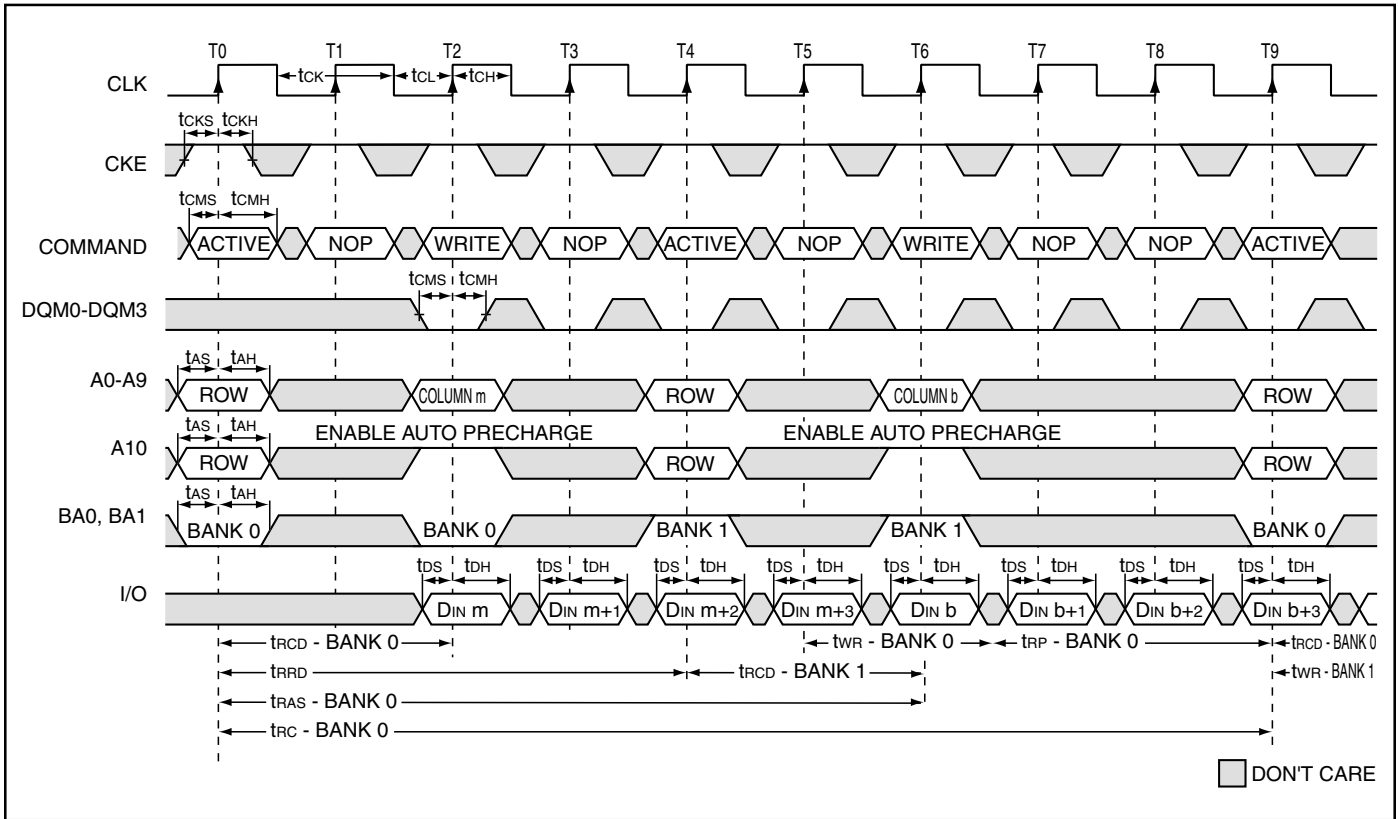 T0 T1 T2 T3 T4 T5 T6 T7 T8 T9
CLK tCK tCL tCH
tCKS tCKH
CKE
tCMS tCMH
COMMAND ACTIVE NOP WRITE NOP ACTIVE NOP WRITE NOP NOP ACTIVE
tCMS tCMH
DQM0-DQM3
tAS tAH
A0-A9 ROW COLUMN m ROW COLUMN b ROW
tAS tAH ENABLE AUTO PRECHARGE ENABLE AUTO PRECHARGE
A10 ROW ROW ROW
tAS tAH
BA0, BA1 BANK 0 BANK 0 BANK 1 BANK 1 BANK 0
tDS tDH tDS tDH tDS tDH tDS tDH tDS tDH tDS tDH tDS tDH tDS tDH
I/O DIN m DIN m+1 DIN m+2 DIN m+3 DIN b DIN b+1 DIN b+2 DIN b+3
tRCD - BANK 0 tWR - BANK 0 tRP - BANK 0 tRCD - BANK 0
tRRD tRCD - BANK 1 tWR - BANK 1
tRAS - BANK 0
tRC - BANK 0
DON'T CARE